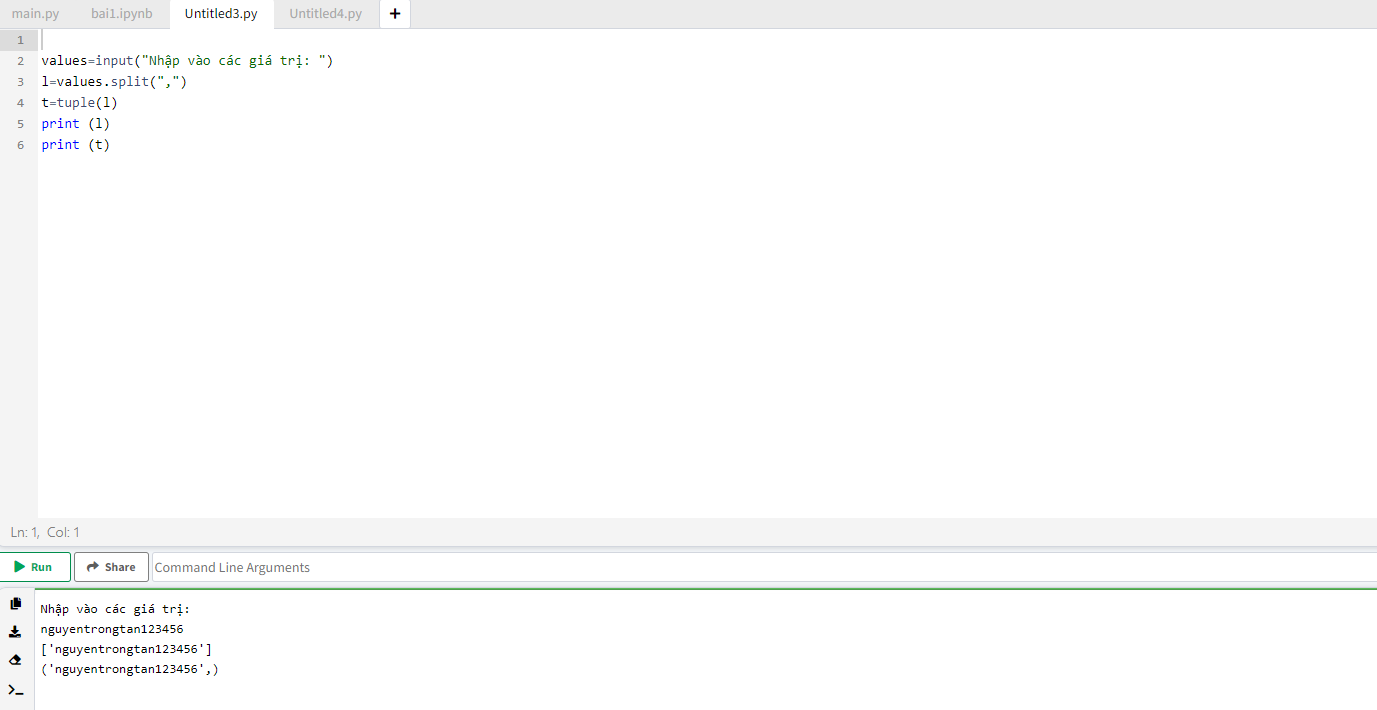 main.py bai1.ipynb Untitled3.py Untitled4.py +
1
2 values=input("Nhập vào các giá trị: ")
3 l=values.split(",")
4 t=tuple(l)
5 print (l)
6 print (t)
Ln: 1, Col: 1
Run Share Command Line Arguments
Nhập vào các giá trị:
nguyentrongtan123456
['nguyentrongtan123456']
('nguyentrongtan123456',)